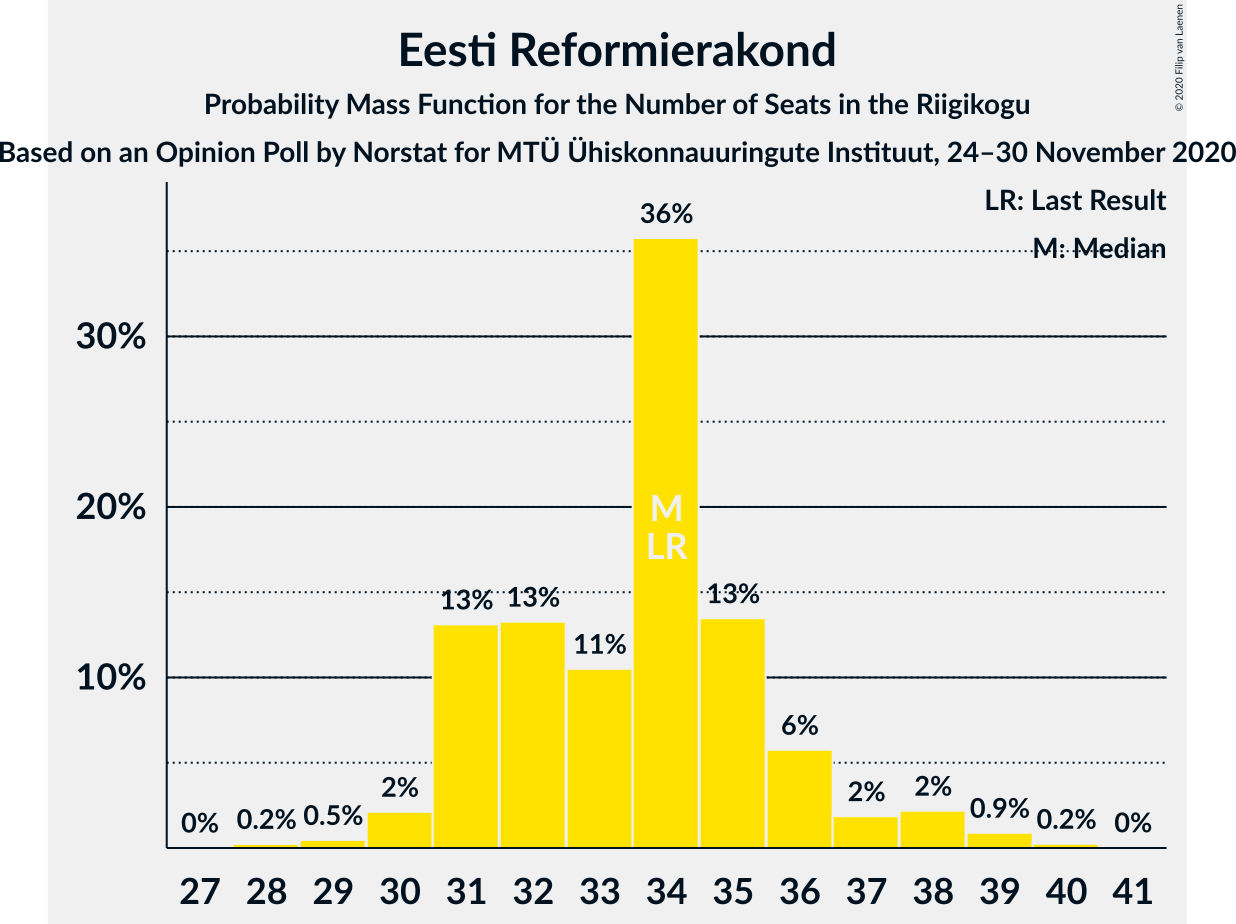 Eesti Reformierakond
Probability Mass Function for the Number of Seats in the Riigikogu
Based on an Opinion Poll by Norstat for MTÜ Ühiskonnauuringute Instituut, 24–30 November 2020
© 2020 Filip van Laenen
LR: Last Result
M: Median
36%
30%
20%
M
LR
13% 13% 13%
11%
10%
6%
2% 2% 2%
0% 0.2% 0.5% 0.9% 0.2% 0%
27 28 29 30 31 32 33 34 35 36 37 38 39 40 41